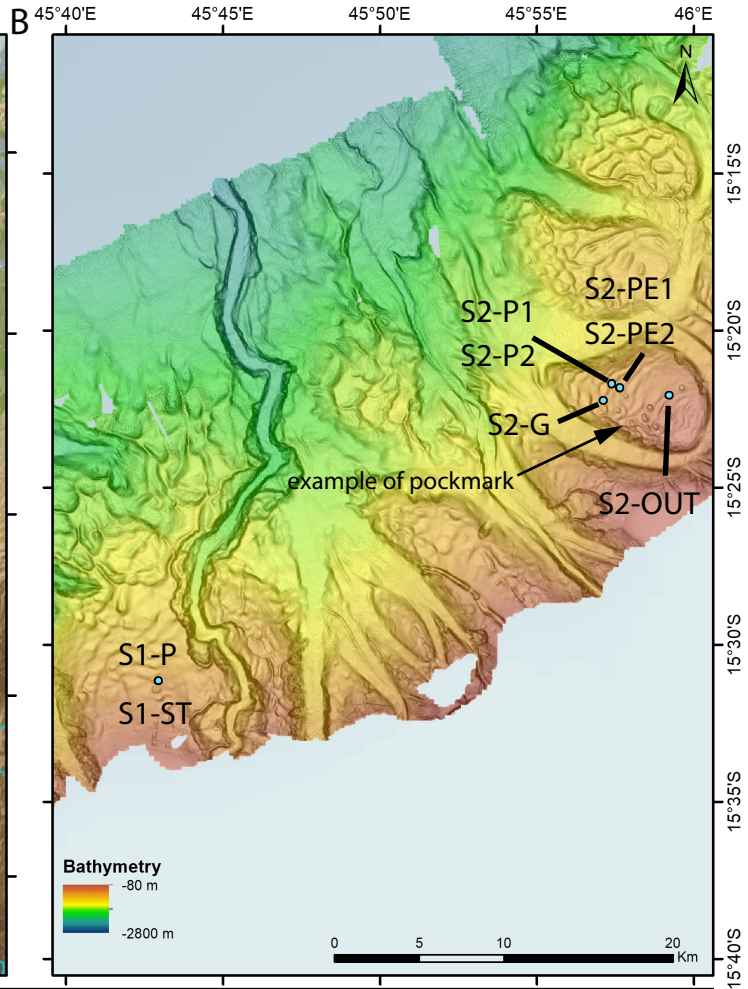 B
45°40'E 45°45'E 45°50'E 45°55'E 46°E
N
15°15'S
S2-PE1
S2-P1
15°20'S
S2-PE2
S2-P2
S2-G
example of pockmark
15°25'S
S2-OUT
15°30'S
S1-P
S1-ST
15°35'S
Bathymetry
-80 m
-2800 m
0 5 10 20
Km
15°40'S